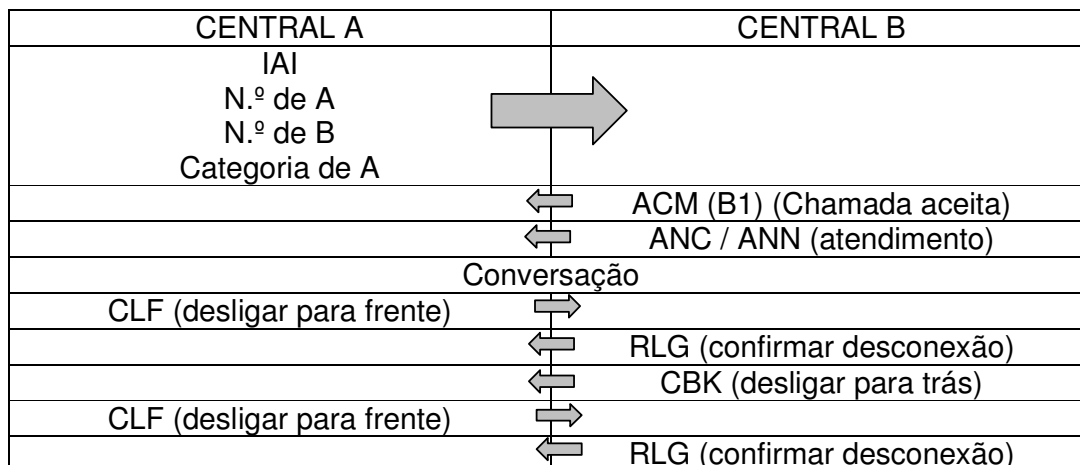 CENTRAL A
CENTRAL B
IAI
N.º de A
N.º de B
Categoria de A
ACM (B1) (Chamada aceita)
ANC / ANN (atendimento)
Conversação
CLF (desligar para frente)
RLG (confirmar desconexão)
CBK (desligar para trás)
CLF (desligar para frente)
RLG (confirmar desconexão)